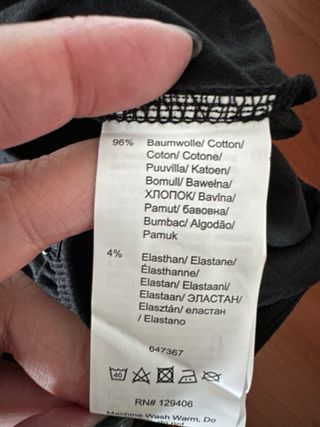 96% Baumwolle/ Cotton/
Coton/ Cotone/
Puuvilla/ Katoen/
Bomull/ Bawełna/
ХЛОПОК/ Bavlna/
Pamut/ бавовна/
Bumbac/ Algodão/
Pamuk
4% Elasthan/ Elastane/
Élasthanne/
Elastan/ Elastaani/
Elastaan/ ЭЛАСТАН/
Elasztán/ еластан
/ Elastano
647367
40
RN# 129406
Machine Wash Warm, Do